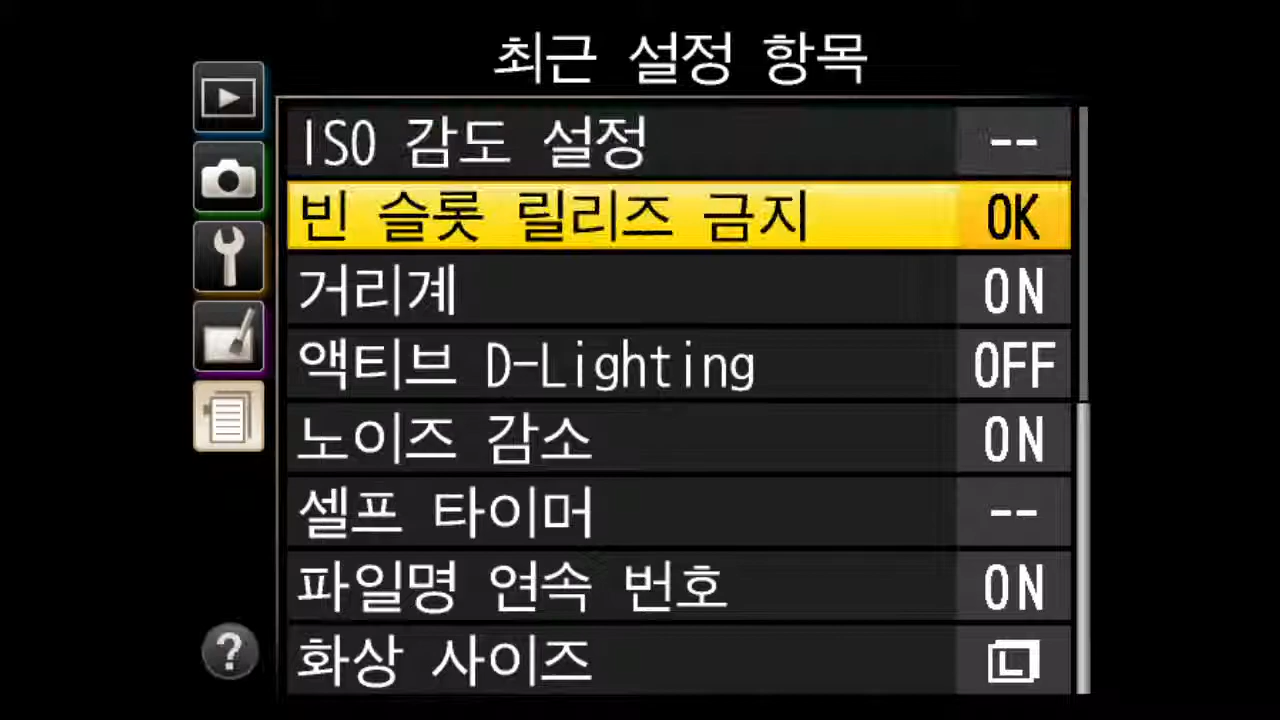 최근 설정 항목
ISO 감도 설정 --
빈 슬롯 릴리즈 금지 OK
거리계 ON
액티브 D-Lighting OFF
노이즈 감소 ON
셀프 타이머 --
파일명 연속 번호 ON
화상 사이즈 L
?